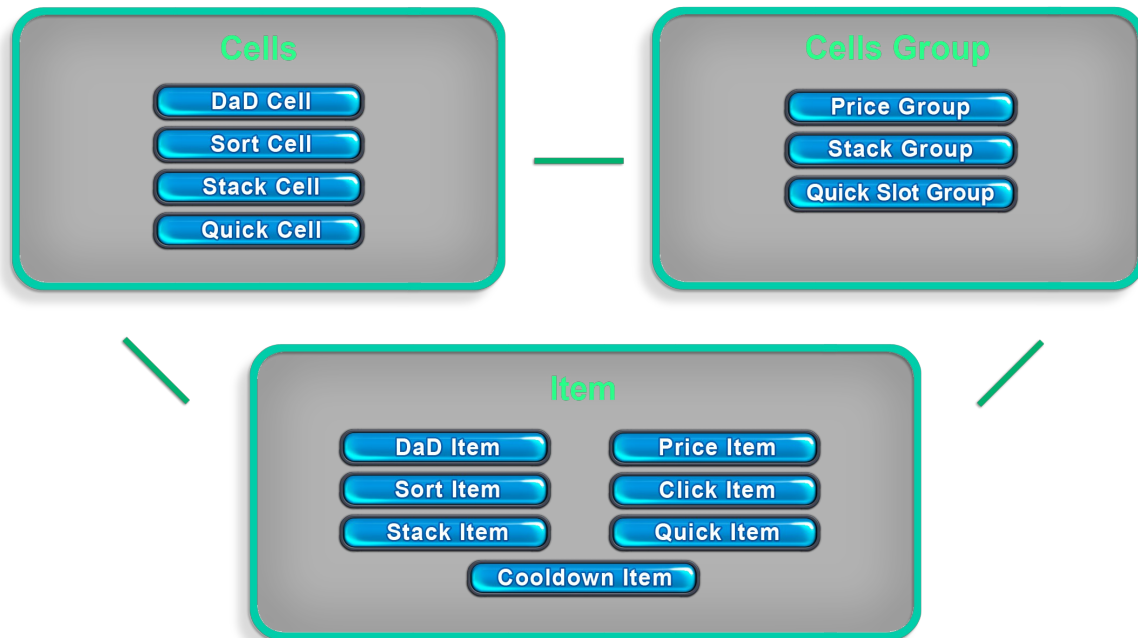 Cells
DaD Cell
Sort Cell
Stack Cell
Quick Cell
Cells Group
Price Group
Stack Group
Quick Slot Group
Item
DaD Item
Sort Item
Stack Item
Price Item
Click Item
Quick Item
Cooldown Item